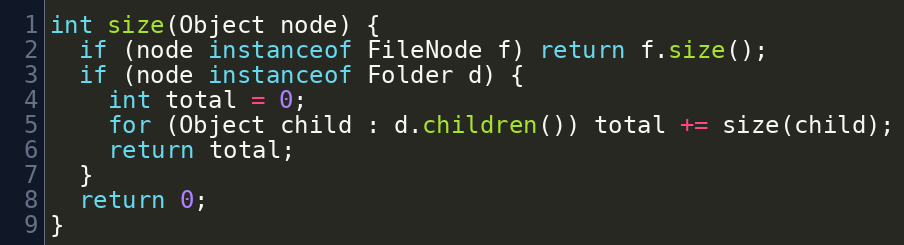 1 int size(Object node) {
2   if (node instanceof FileNode f) return f.size();
3   if (node instanceof Folder d) {
4     int total = 0;
5     for (Object child : d.children()) total += size(child);
6     return total;
7   }
8   return 0;
9 }